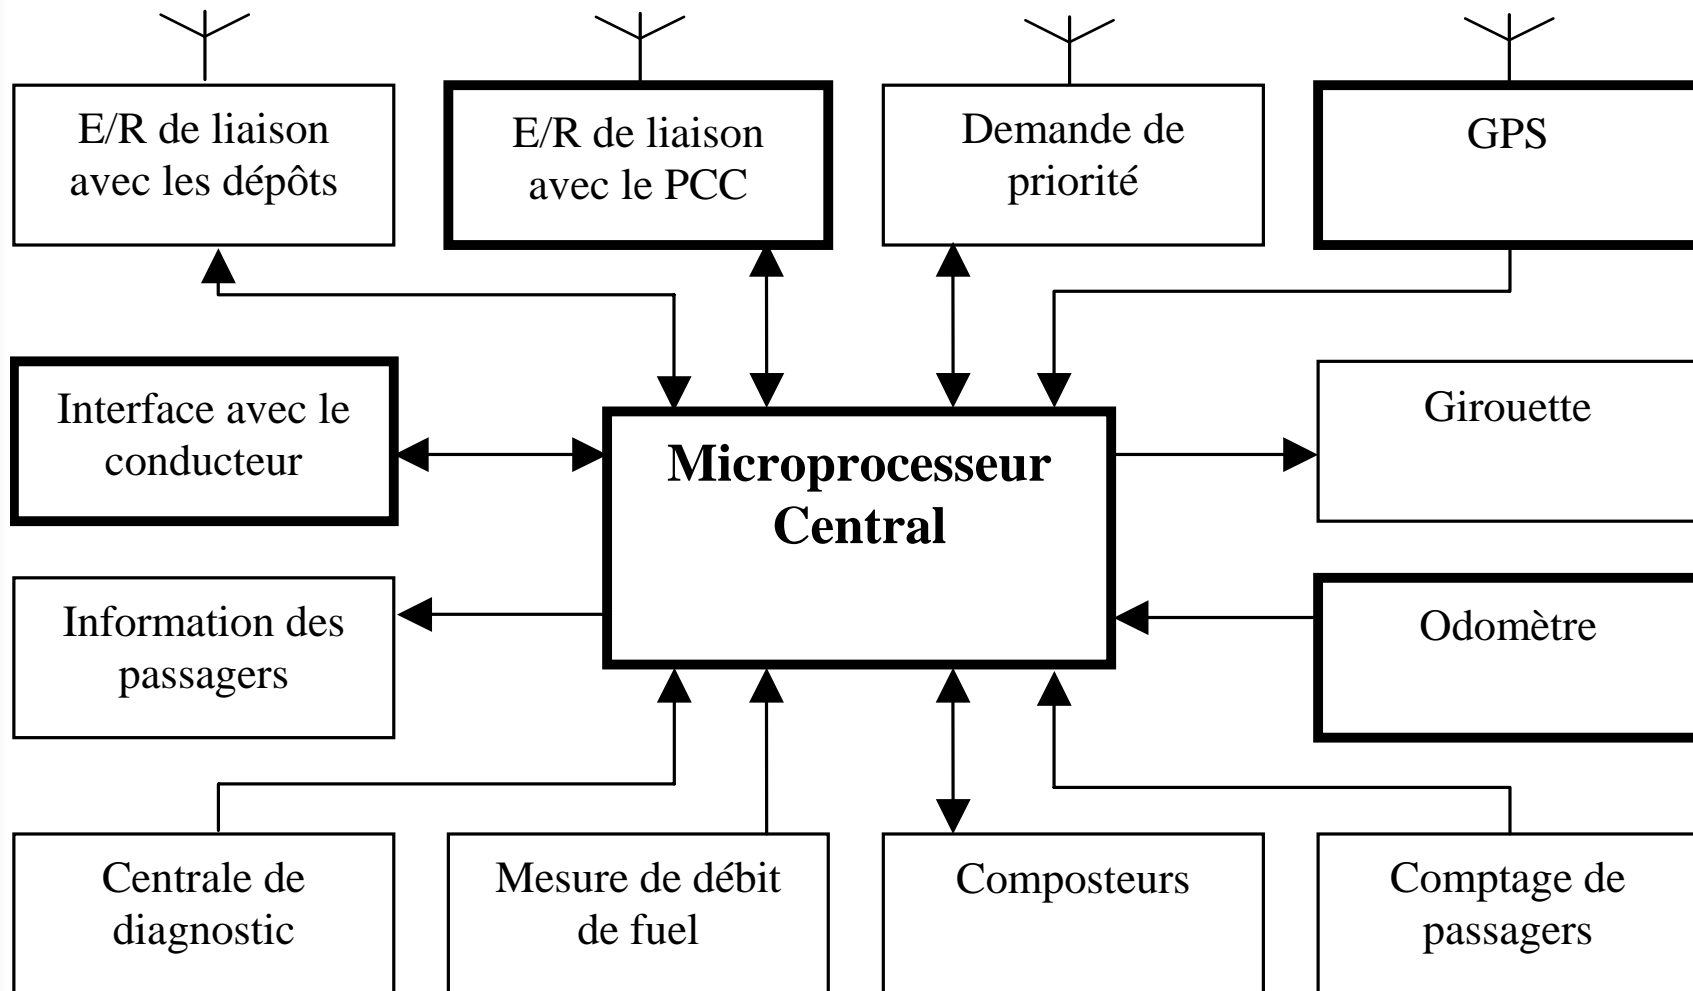 E/R de liaison
avec les dépôts
E/R de liaison
avec le PCC
Demande de
priorité
GPS
Interface avec le
conducteur
Microprocesseur
Central
Girouette
Information des
passagers
Odomètre
Centrale de
diagnostic
Mesure de débit
de fuel
Composteurs
Comptage de
passagers